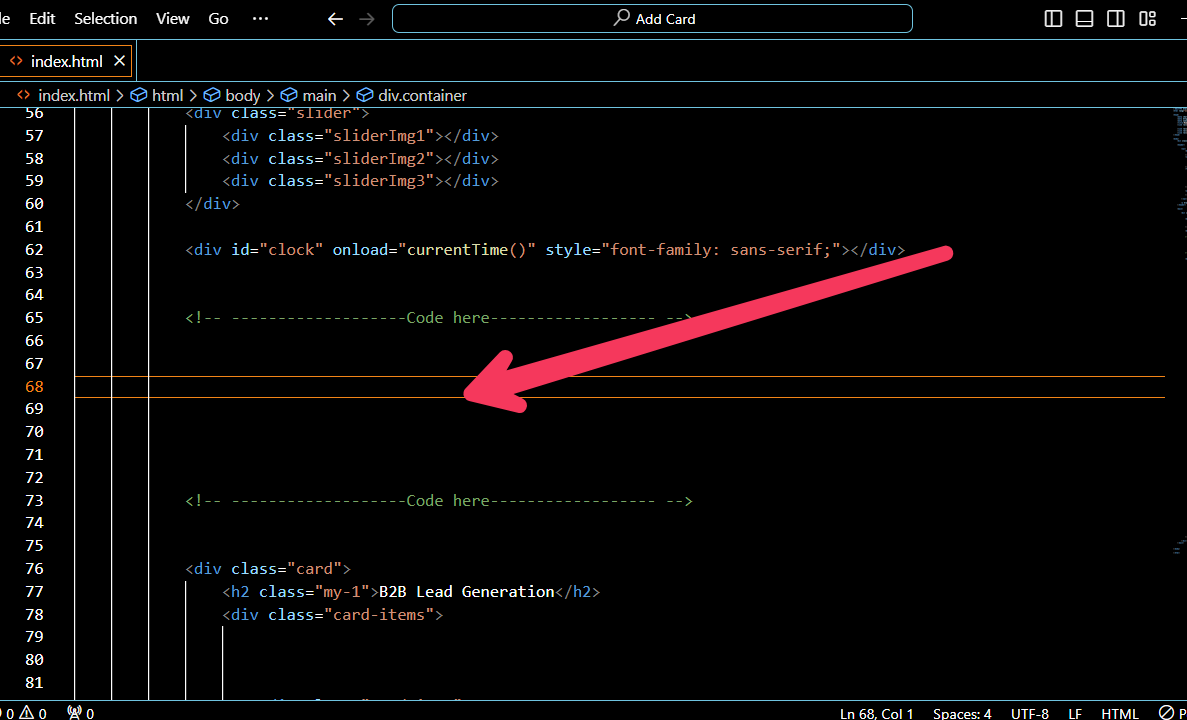 Edit Selection View Go ··· Add Card
index.html
index.html > html > body > main > div.container
56 <div class="slider">
57 <div class="sliderImg1"></div>
58 <div class="sliderImg2"></div>
59 <div class="sliderImg3"></div>
60 </div>
61
62 <div id="clock" onload="currentTime()" style="font-family: sans-serif;"></div>
63
64
65 <!-- -------------------Code here------------------ -->
66
67
68
69
70
71
72
73 <!-- -------------------Code here------------------ -->
74
75
76 <div class="card">
77 <h2 class="my-1">B2B Lead Generation</h2>
78 <div class="card-items">
79
80
81
0 0 0 Ln 68, Col 1 Spaces: 4 UTF-8 LF HTML